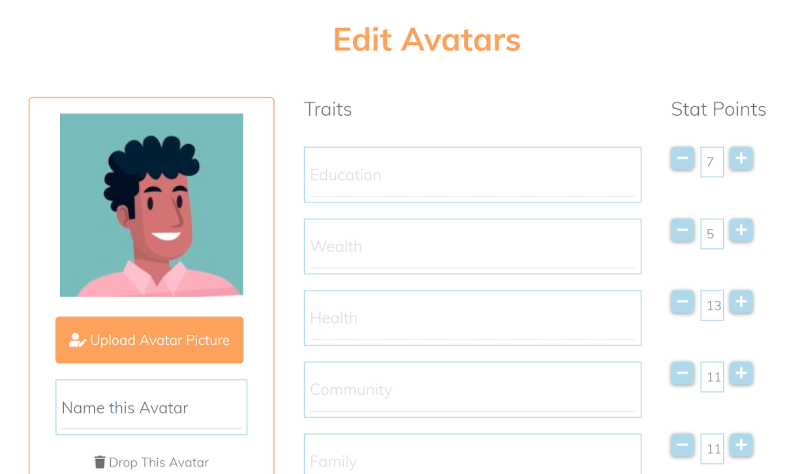 Edit Avatars
Traits
Stat Points
Education
7
Wealth
5
Health
13
Community
11
Family
11
Upload Avatar Picture
Name this Avatar
Drop This Avatar